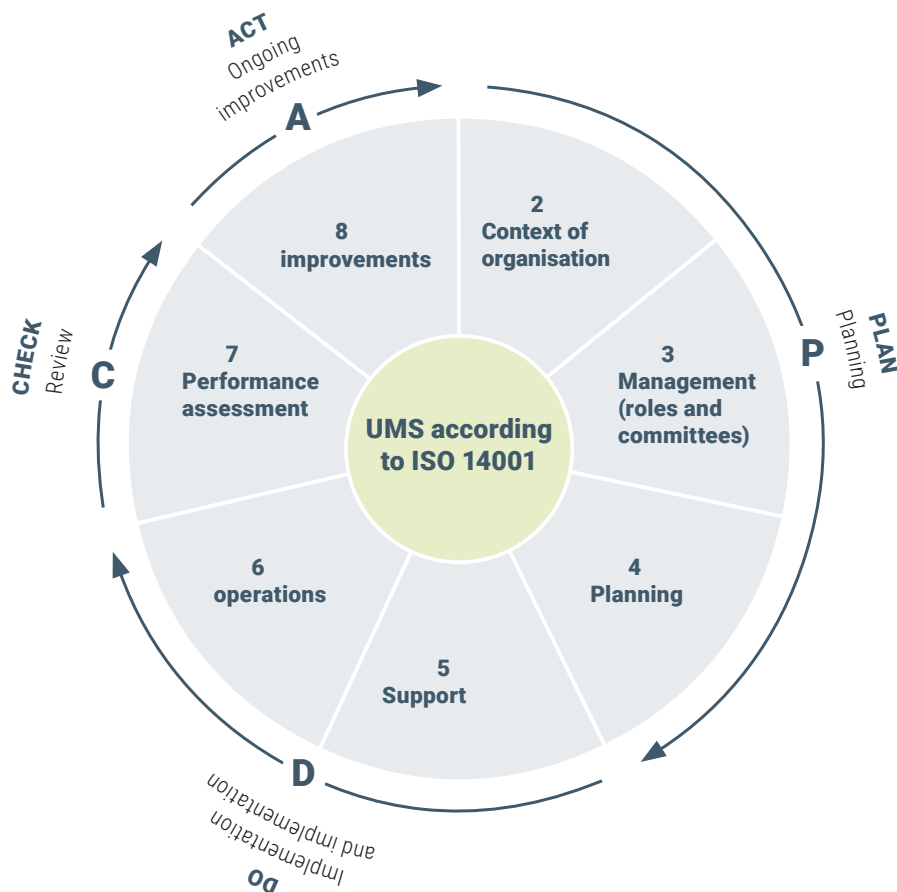 ACT
Ongoing
improvements
A
2
Context of
organisation
8
improvements
PLAN
Planning
P
3
Management
(roles and
committees)
CHECK
Review
C
7
Performance
assessment
UMS according
to ISO 14001
4
Planning
6
operations
5
Support
D
DO
Implementation
and implementation